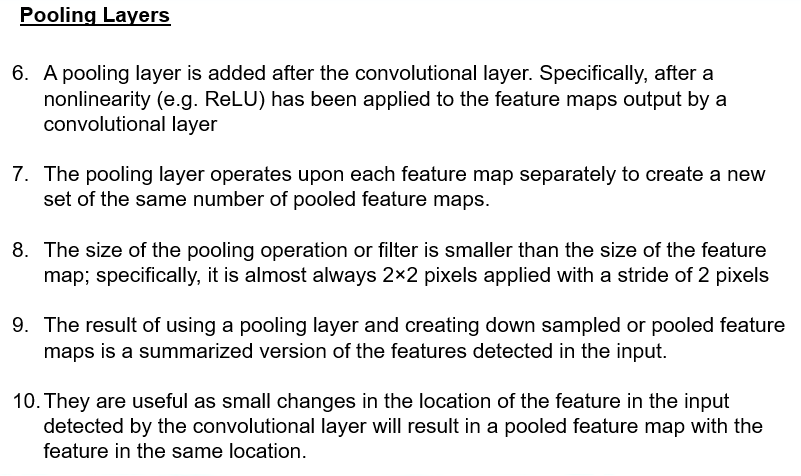 Pooling Layers
6. A pooling layer is added after the convolutional layer. Specifically, after a
nonlinearity (e.g. ReLU) has been applied to the feature maps output by a
convolutional layer
7. The pooling layer operates upon each feature map separately to create a new
set of the same number of pooled feature maps.
8. The size of the pooling operation or filter is smaller than the size of the feature
map; specifically, it is almost always 2×2 pixels applied with a stride of 2 pixels
9. The result of using a pooling layer and creating down sampled or pooled feature
maps is a summarized version of the features detected in the input.
10. They are useful as small changes in the location of the feature in the input
detected by the convolutional layer will result in a pooled feature map with the
feature in the same location.